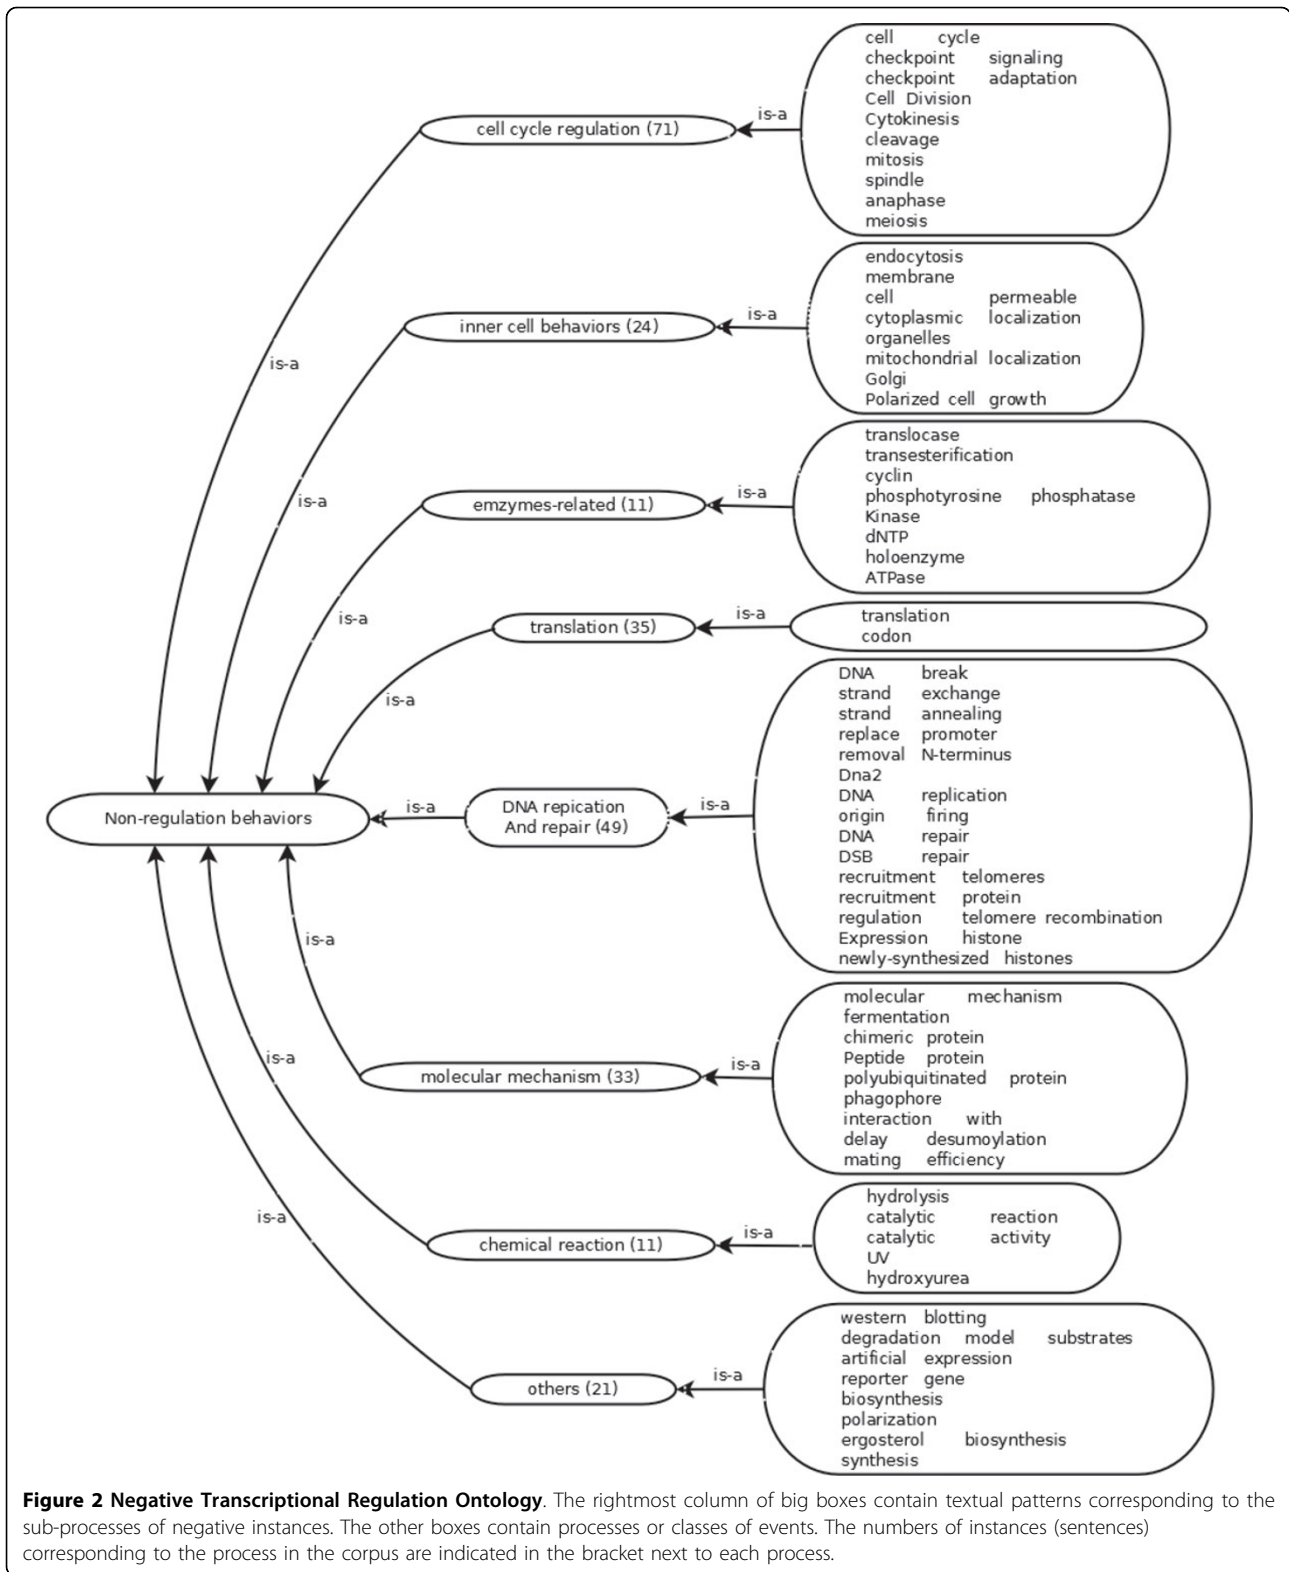 cell cycle
checkpoint signaling
checkpoint adaptation
Cell Division
Cytokinesis
cleavage
mitosis
spindle
anaphase
meiosis
is-a
cell cycle regulation (71)
endocytosis
membrane
cell permeable
cytoplasmic localization
organelles
mitochondrial localization
Golgi
Polarized cell growth
is-a
inner cell behaviors (24)
is-a
translocase
transesterification
cyclin
phosphotyrosine phosphatase
Kinase
dNTP
holoenzyme
ATPase
is-a
emzymes-related (11)
is-a
translation
codon
is-a
translation (35)
is-a
is-a
DNA break
strand exchange
strand annealing
replace promoter
removal N-terminus
Dna2
DNA replication
origin firing
DNA repair
DSB repair
recruitment telomeres
recruitment protein
regulation telomere recombination
Expression histone
newly-synthesized histones
is-a
DNA repication
And repair (49)
is-a
Non-regulation behaviors
is-a
molecular mechanism
fermentation
chimeric protein
Peptide protein
polyubiquitinated protein
phagophore
interaction with
delay desumoylation
mating efficiency
is-a
molecular mechanism (33)
is-a
hydrolysis
catalytic reaction
catalytic activity
UV
hydroxyurea
is-a
chemical reaction (11)
is-a
western blotting
degradation model substrates
artificial expression
reporter gene
biosynthesis
polarization
ergosterol biosynthesis
synthesis
is-a
others (21)
Figure 2 Negative Transcriptional Regulation Ontology. The rightmost column of big boxes contain textual patterns corresponding to the
sub-processes of negative instances. The other boxes contain processes or classes of events. The numbers of instances (sentences)
corresponding to the process in the corpus are indicated in the bracket next to each process.